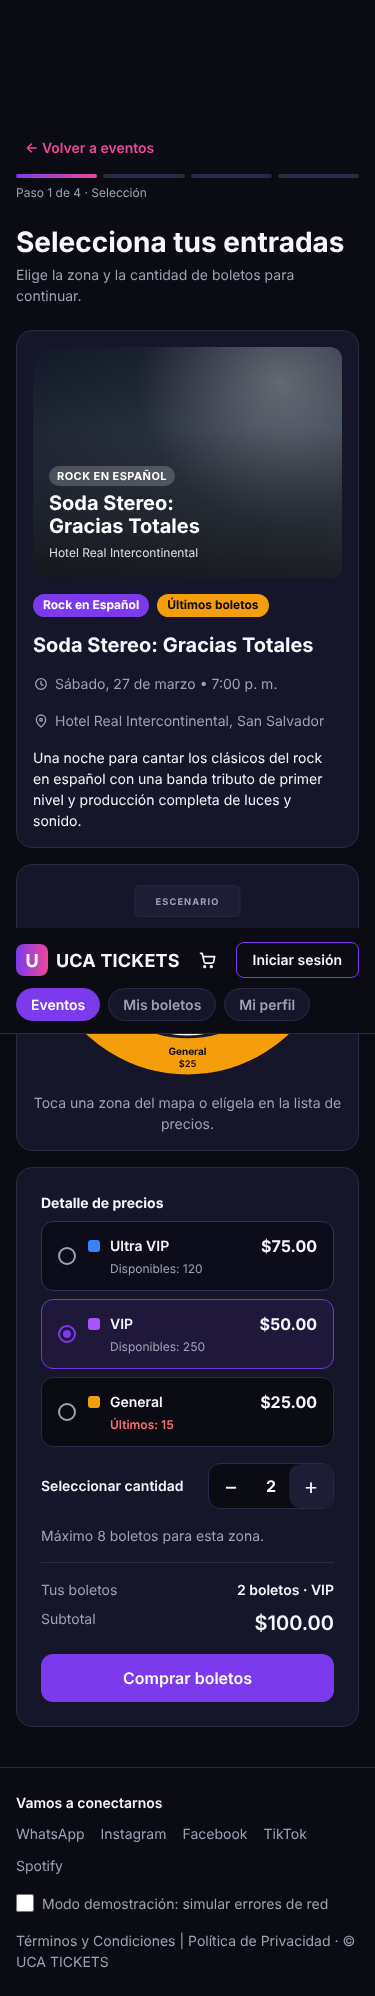 ← Volver a eventos
Paso 1 de 4 · Selección
Selecciona tus entradas
Elige la zona y la cantidad de boletos para
continuar.
ROCK EN ESPAÑOL
Soda Stereo:
Gracias Totales
Hotel Real Intercontinental
Rock en Español Últimos boletos
Soda Stereo: Gracias Totales
Sábado, 27 de marzo • 7:00 p. m.
Hotel Real Intercontinental, San Salvador
Una noche para cantar los clásicos del rock
en español con una banda tributo de primer
nivel y producción completa de luces y
sonido.
ESCENARIO
U UCA TICKETS Iniciar sesión
Eventos Mis boletos Mi perfil
General
$25
Toca una zona del mapa o elígela en la lista de
precios.
Detalle de precios
Ultra VIP $75.00
Disponibles: 120
VIP $50.00
Disponibles: 250
General $25.00
Últimos: 15
Seleccionar cantidad − 2 +
Máximo 8 boletos para esta zona.
Tus boletos 2 boletos · VIP
Subtotal $100.00
Comprar boletos
Vamos a conectarnos
WhatsApp Instagram Facebook TikTok
Spotify
Modo demostración: simular errores de red
Términos y Condiciones | Política de Privacidad · ©
UCA TICKETS